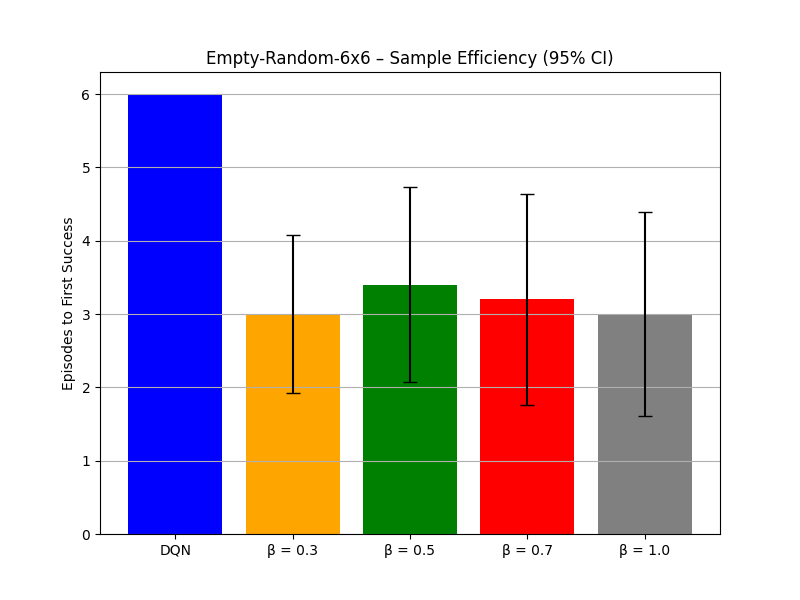 Empty-Random-6x6 – Sample Efficiency (95% CI)
Episodes to First Success
6
5
4
3
2
1
0
DQN
β = 0.3
β = 0.5
β = 0.7
β = 1.0